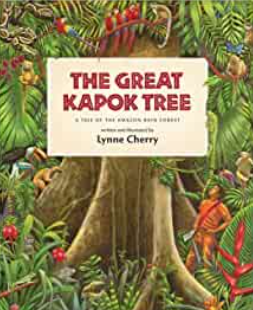 THE GREAT
KAPOK TREE
A TALE OF THE AMAZON RAIN FOREST
written and illustrated by
Lynne Cherry